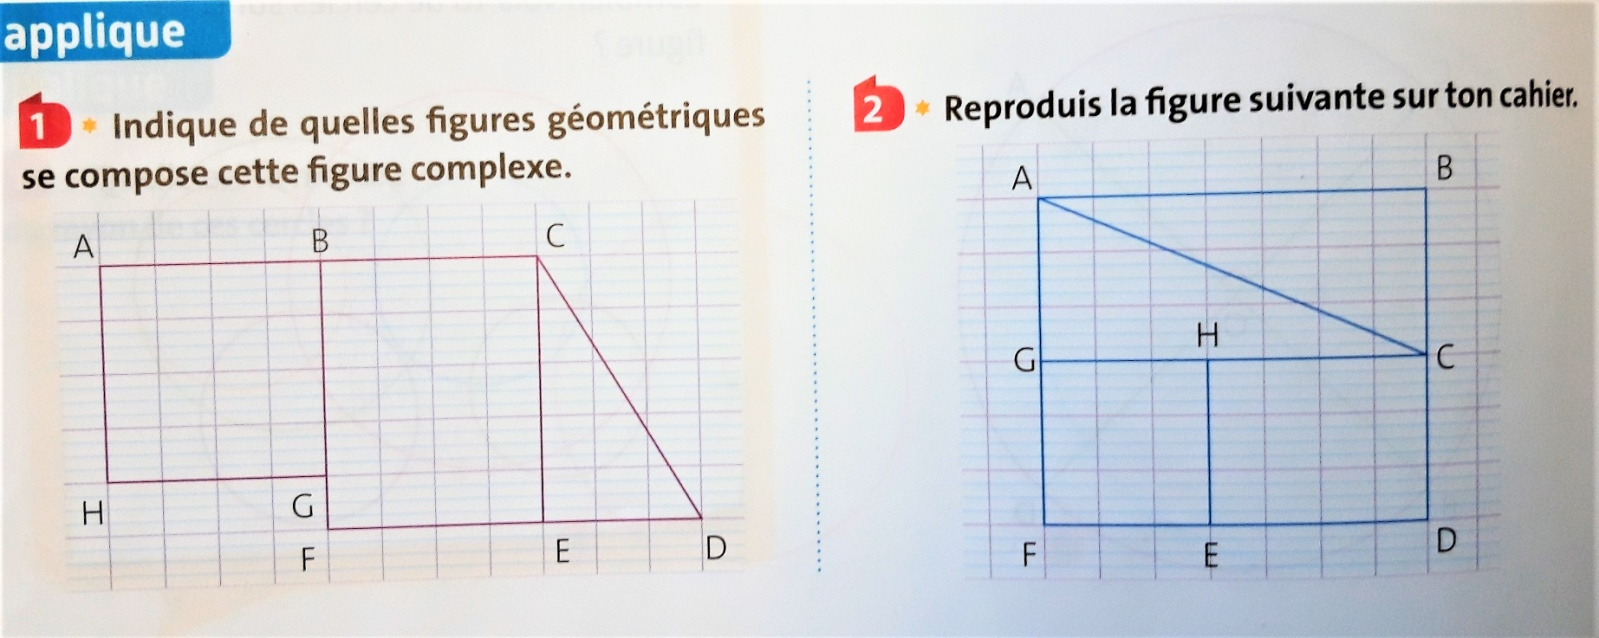 applique
1 * Indique de quelles figures géométriques
se compose cette figure complexe.
A B C
H G
F E D
2 * Reproduis la figure suivante sur ton cahier.
A B
G H C
F E D